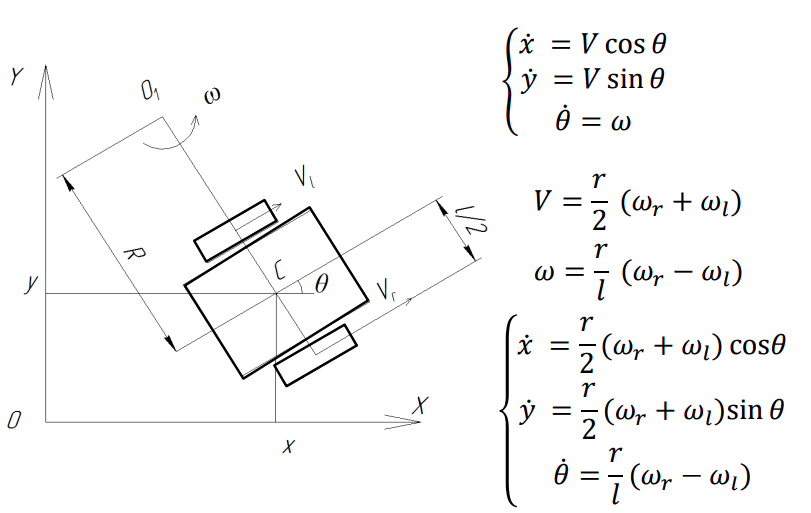 Y
O₁
ω
V_l
R
l/2
C
θ
V_r
y
O
x
X
ẋ = V cos θ
ẏ = V sin θ
θ̇ = ω
V = r/2 (ω_r + ω_l)
ω = r/l (ω_r − ω_l)
ẋ = r/2 (ω_r + ω_l) cosθ
ẏ = r/2 (ω_r + ω_l)sin θ
θ̇ = r/l (ω_r − ω_l)